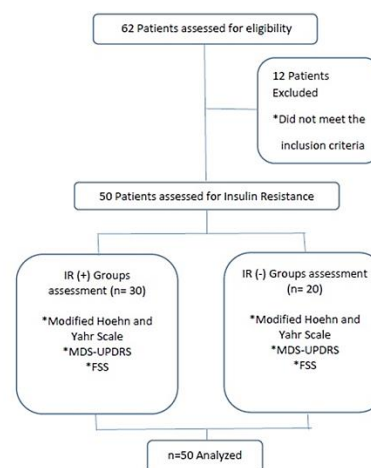 62 Patients assessed for eligibility
12 Patients
Excluded
*Did not meet the
inclusion criteria
50 Patients assessed for Insulin Resistance
IR (+) Groups
assessment (n= 30)
*Modified Hoehn and
Yahr Scale
*MDS-UPDRS
*FSS
IR (-) Groups assessment
(n= 20)
*Modified Hoehn and
Yahr Scale
*MDS-UPDRS
*FSS
n=50 Analyzed